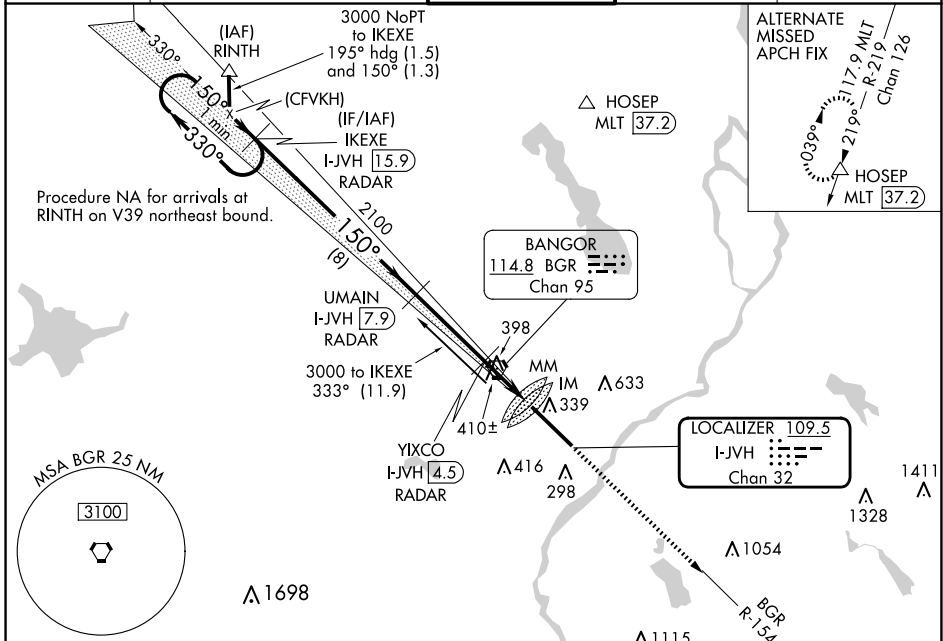 3000 NoPT
to IKEXE
195° hdg (1.5)
and 150° (1.3)
(IAF)
RINTH
330°
150°
1 min
330°
(CFVKH)
(IF/IAF)
IKEXE
I-JVH 15.9
RADAR
HOSEP
MLT 37.2
ALTERNATE
MISSED
APCH FIX
117.9 MLT
R-219
Chan 126
039°
219°
HOSEP
MLT 37.2
Procedure NA for arrivals at
RINTH on V39 northeast bound.
2100
150°
(8)
BANGOR
114.8 BGR
Chan 95
UMAIN
I-JVH 7.9
RADAR
3000 to IKEXE
333° (11.9)
398
MM
IM
633
339
410±
YIXCO
I-JVH 4.5
RADAR
416
298
LOCALIZER 109.5
I-JVH
Chan 32
1411
1328
MSA BGR 25 NM
3100
1054
1698
BGR
R-154
1115